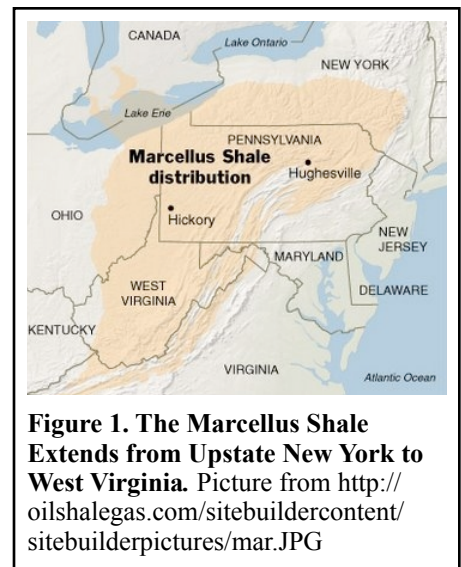 CANADA
Lake Ontario
NEW YORK
Lake Erie
PENNSYLVANIA
Marcellus Shale
distribution
Hughesville
OHIO
Hickory
NEW
JERSEY
MARYLAND
WEST
VIRGINIA
DELAWARE
KENTUCKY
VIRGINIA
Atlantic Ocean
Figure 1. The Marcellus Shale
Extends from Upstate New York to
West Virginia. Picture from http://
oilshalegas.com/sitebuildercontent/
sitebuilderpictures/mar.JPG